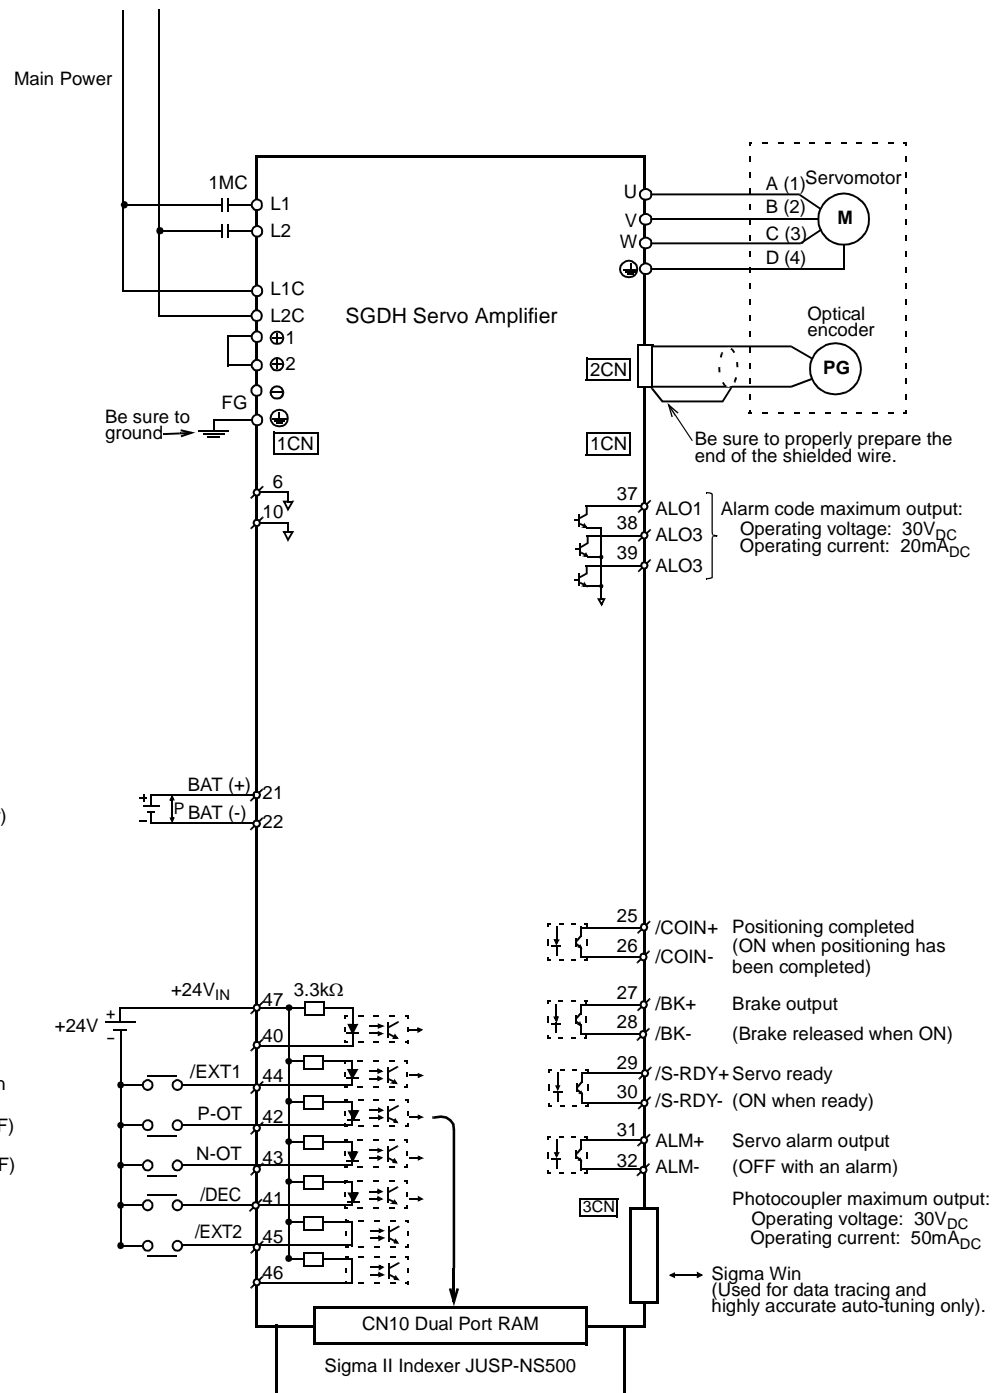 Main Power
1MC
L1
L2
L1C
L2C
⊕1
⊕2
⊖
FG
Be sure to
ground
1CN
SGDH Servo Amplifier
U
V
W
A (1)
B (2)
C (3)
D (4)
Servomotor
M
Optical
encoder
PG
2CN
Be sure to properly prepare the
end of the shielded wire.
1CN
6
10
37
ALO1
38
ALO3
39
ALO3
Alarm code maximum output:
Operating voltage: 30VDC
Operating current: 20mADC
BAT (+)
21
+
P
BAT (-)
22
−
)
25
/COIN+ Positioning completed
26
/COIN- (ON when positioning has
been completed)
27
/BK+ Brake output
28
/BK- (Brake released when ON)
29
/S-RDY+ Servo ready
30
/S-RDY- (ON when ready)
31
ALM+ Servo alarm output
32
ALM- (OFF with an alarm)
Photocoupler maximum output:
Operating voltage: 30VDC
Operating current: 50mADC
3CN
Sigma Win
(Used for data tracing and
highly accurate auto-tuning only).
+24VIN
47
3.3kΩ
+24V
+
−
40
/EXT1
44
n
P-OT
42
F)
N-OT
43
F)
/DEC
41
/EXT2
45
46
CN10 Dual Port RAM
Sigma II Indexer JUSP-NS500